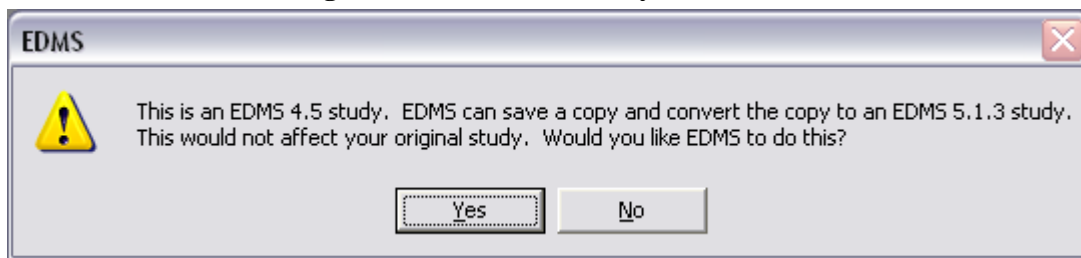 EDMS
This is an EDMS 4.5 study.  EDMS can save a copy and convert the copy to an EDMS 5.1.3 study.
This would not affect your original study.  Would you like EDMS to do this?
Yes
No